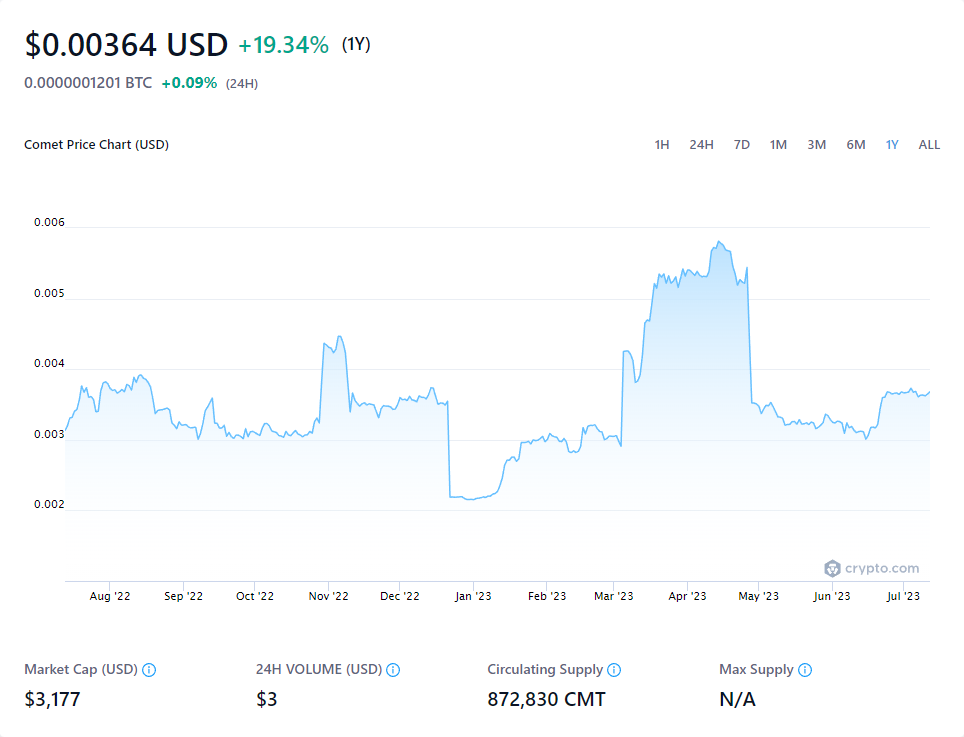 $0.00364 USD +19.34% (1Y)
0.0000001201 BTC +0.09% (24H)
Comet Price Chart (USD) 1H 24H 7D 1M 3M 6M 1Y ALL
0.006
0.005
0.004
0.003
0.002
crypto.com
Aug '22 Sep '22 Oct '22 Nov '22 Dec '22 Jan '23 Feb '23 Mar '23 Apr '23 May '23 Jun '23 Jul '23
Market Cap (USD) 24H VOLUME (USD) Circulating Supply Max Supply
$3,177 $3 872,830 CMT N/A